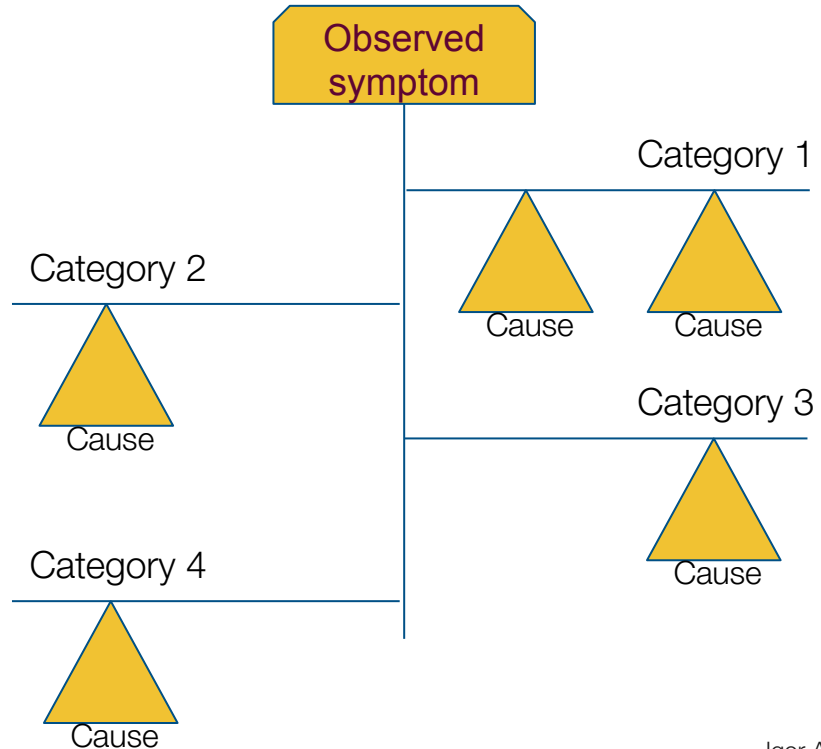 Observed
symptom
Category 1
Cause
Cause
Category 2
Cause
Category 3
Cause
Category 4
Cause